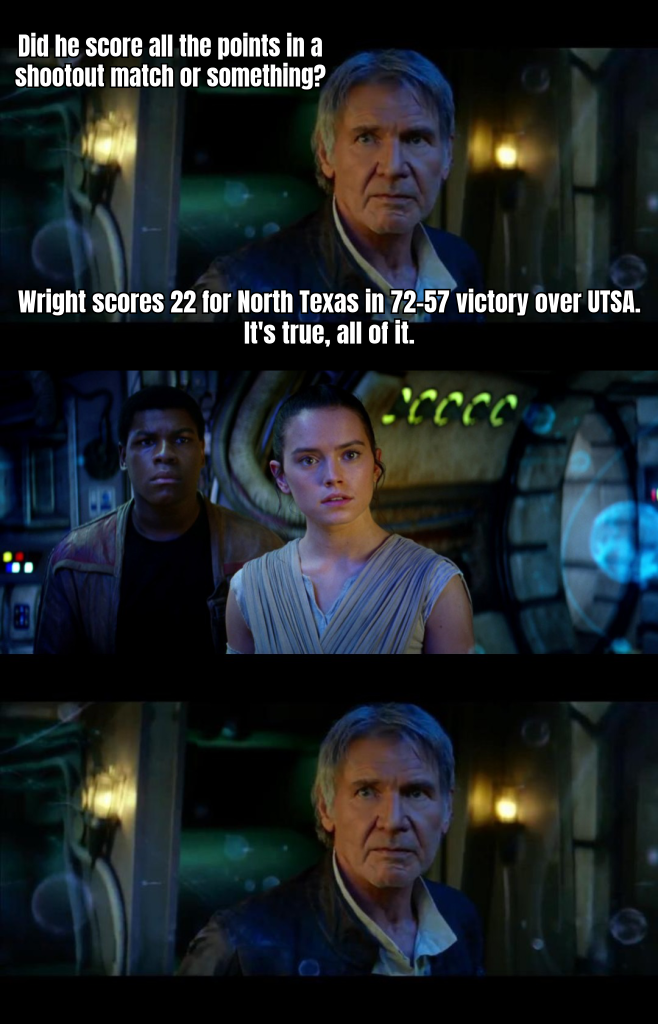 Did he score all the points in a
shootout match or something?
Wright scores 22 for North Texas in 72-57 victory over UTSA.
It's true, all of it.